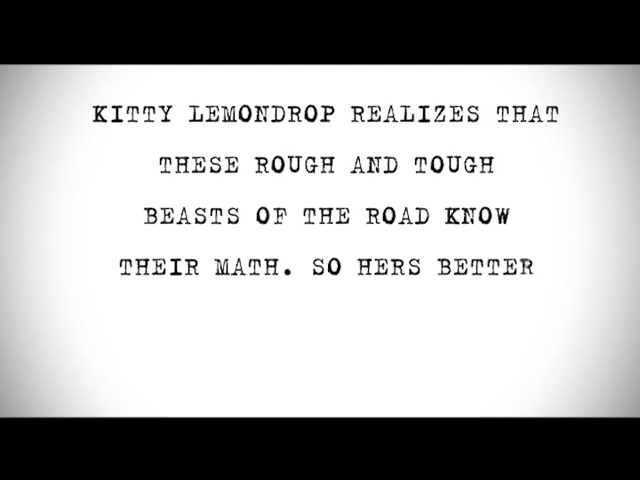 KITTY LEMONDROP REALIZES THAT
THESE ROUGH AND TOUGH
BEASTS OF THE ROAD KNOW
THEIR MATH. SO HERS BETTER